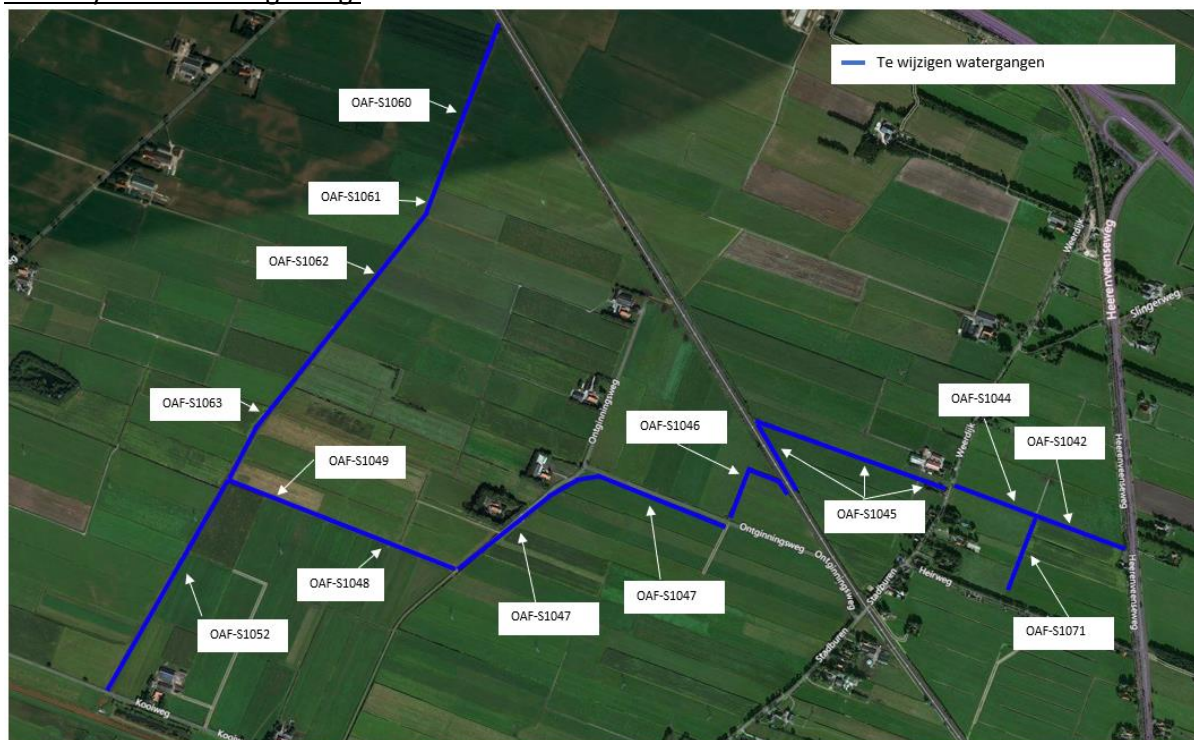 Te wijzigen watergangen
OAF-S1060
OAF-S1061
OAF-S1062
OAF-S1063
OAF-S1049
OAF-S1048
OAF-S1052
OAF-S1047
OAF-S1047
OAF-S1046
OAF-S1045
OAF-S1044
OAF-S1042
OAF-S1071
Ontginningsweg
Ontginningsweg
Ontginningsweg
Weerdijk
Weerdijk
Heerenveenseweg
Slingerweg
Heerenveenseweg
Heerenveenseweg
Heirweg
Stadburen
Stadburen
Kooiweg